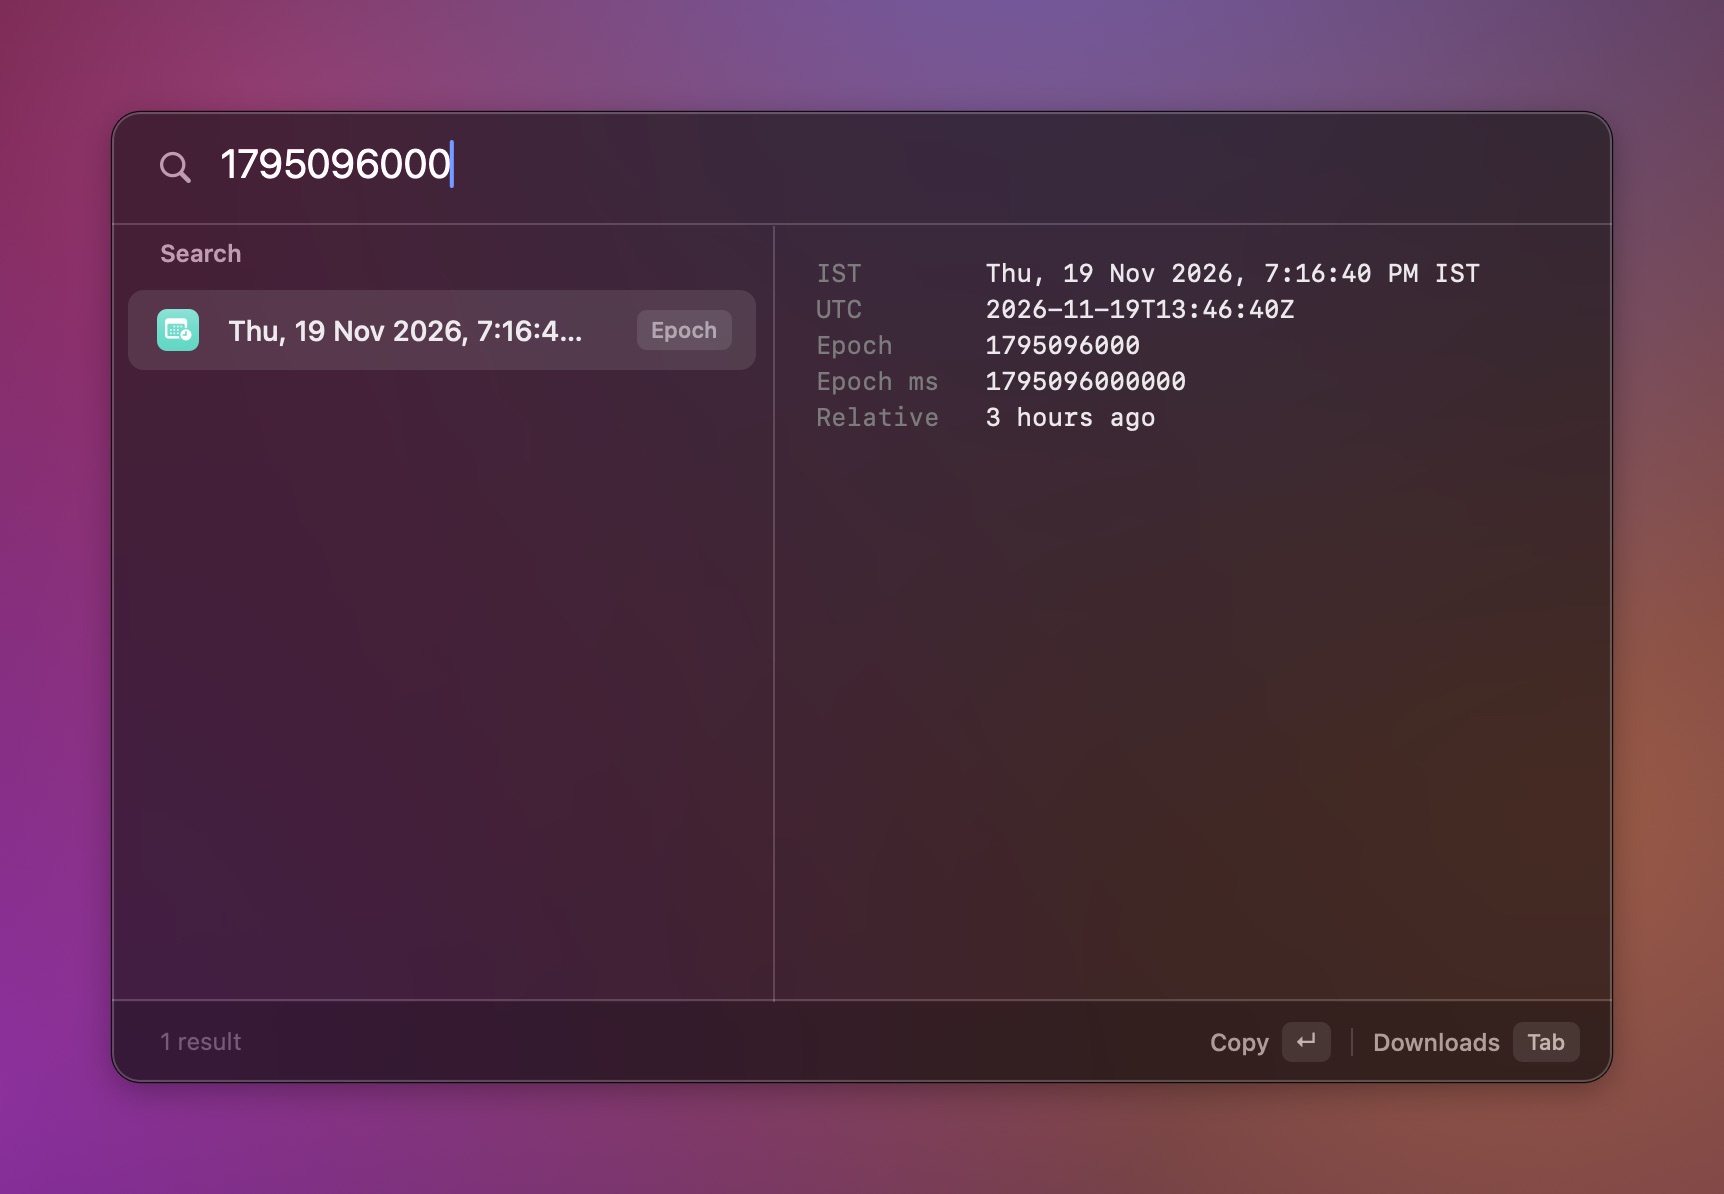 1795096000
Search
Thu, 19 Nov 2026, 7:16:4... Epoch
IST Thu, 19 Nov 2026, 7:16:40 PM IST
UTC 2026-11-19T13:46:40Z
Epoch 1795096000
Epoch ms 1795096000000
Relative 3 hours ago
1 result
Copy ↵ Downloads Tab